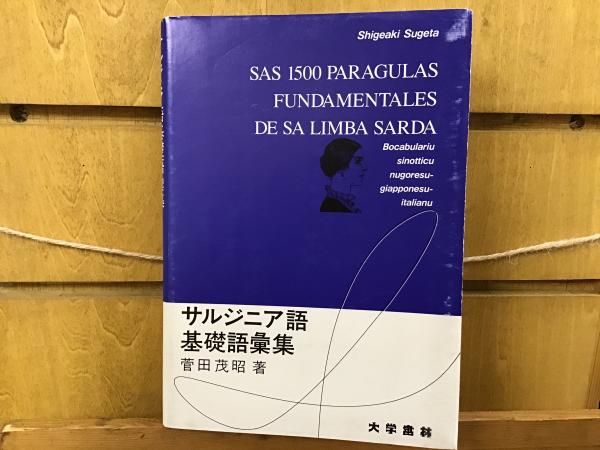 Shigeaki Sugeta
SAS 1500 PARAGULAS
FUNDAMENTALES
DE SA LIMBA SARDA
Bocabulariu
sinotticu
nugoresu-
giapponesu-
italianu
サルジニア語
基礎語彙集
菅田茂昭 著
大学書林